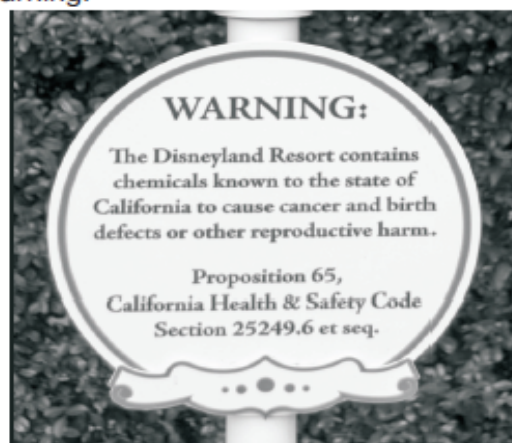 WARNING:
The Disneyland Resort contains
chemicals known to the state of
California to cause cancer and birth
defects or other reproductive harm.
Proposition 65,
California Health & Safety Code
Section 25249.6 et seq.